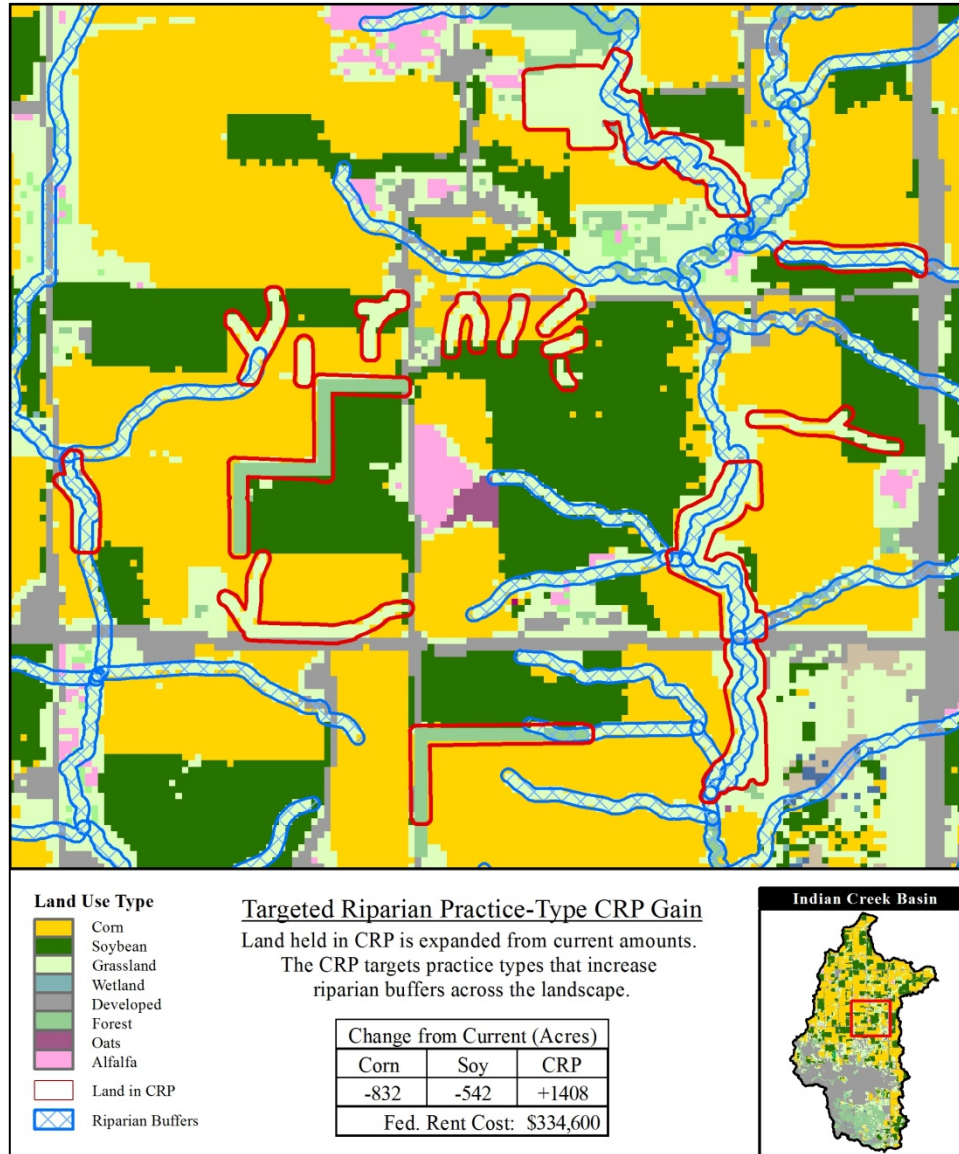 Land Use Type
Corn
Soybean
Grassland
Wetland
Developed
Forest
Oats
Alfalfa
Land in CRP
Riparian Buffers
Targeted Riparian Practice-Type CRP Gain
Land held in CRP is expanded from current amounts.
The CRP targets practice types that increase
riparian buffers across the landscape.
Change from Current (Acres)
Corn Soy CRP
-832 -542 +1408
Fed. Rent Cost: $334,600
Indian Creek Basin